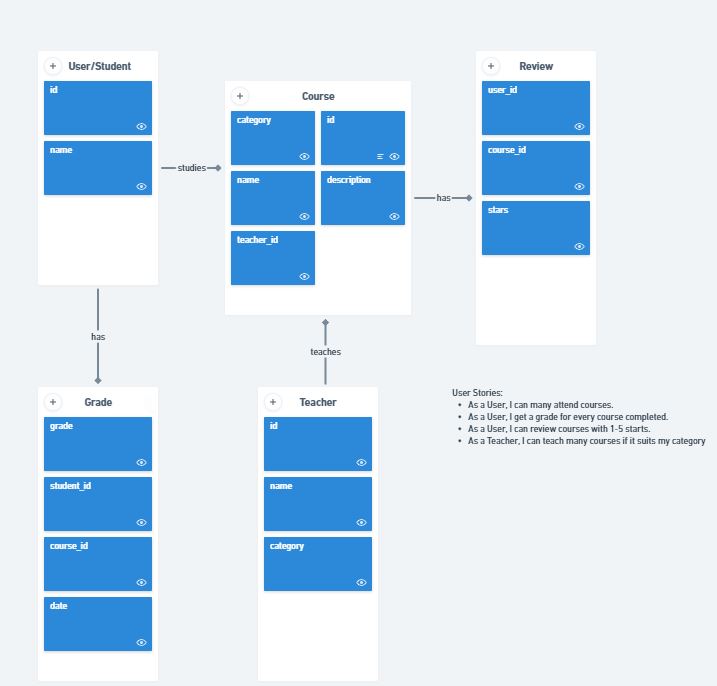 User/Student
id
name
studies
Course
category
id
name
description
teacher_id
has
Review
user_id
course_id
stars
has
teaches
Grade
grade
student_id
course_id
date
Teacher
id
name
category
User Stories:
• As a User, I can many attend courses.
• As a User, I get a grade for every course completed.
• As a User, I can review courses with 1-5 starts.
• As a Teacher, I can teach many courses if it suits my category